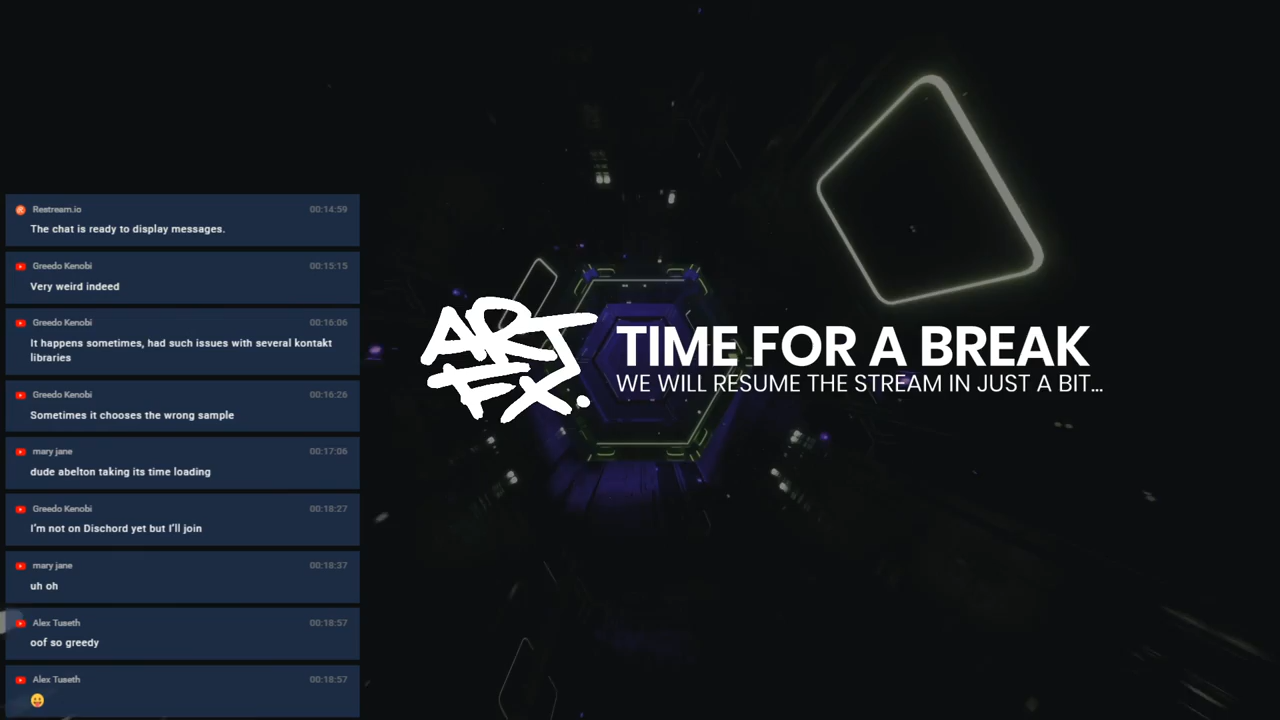 Restream.io 00:14:59
The chat is ready to display messages.
Greedo Kenobi 00:15:15
Very weird indeed
Greedo Kenobi 00:16:06
It happens sometimes, had such issues with several kontakt
libraries
Greedo Kenobi 00:16:26
Sometimes it chooses the wrong sample
mary jane 00:17:06
dude abelton taking its time loading
Greedo Kenobi 00:18:27
I'm not on Dischord yet but I'll join
mary jane 00:18:37
uh oh
Alex Tuseth 00:18:57
oof so greedy
Alex Tuseth 00:18:57
😛
ART
FX.
TIME FOR A BREAK
WE WILL RESUME THE STREAM IN JUST A BIT...